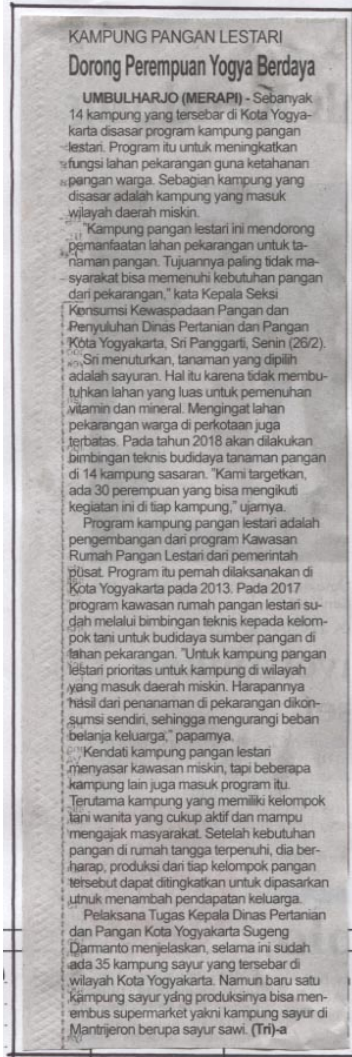 KAMPUNG PANGAN LESTARI
Dorong Perempuan Yogya Berdaya
UMBULHARJO (MERAPI) - Sebanyak
14 kampung yang tersebar di Kota Yogya-
karta disasar program kampung pangan
lestari. Program itu untuk meningkatkan
fungsi lahan pekarangan guna ketahanan
pangan warga. Sebagian kampung yang
disasar adalah kampung yang masuk
wilayah daerah miskin.
"Kampung pangan lestari ini mendorong
pemanfaatan lahan pekarangan untuk ta-
naman pangan. Tujuannya paling tidak ma-
syarakat bisa memenuhi kebutuhan pangan
dari pekarangan," kata Kepala Seksi
Konsumsi Kewaspadaan Pangan dan
Penyuluhan Dinas Pertanian dan Pangan
Kota Yogyakarta, Sri Panggarti, Senin (26/2).
Sri menuturkan, tanaman yang dipilih
adalah sayuran. Hal itu karena tidak membu-
tuhkan lahan yang luas untuk pemenuhan
vitamin dan mineral. Mengingat lahan
pekarangan warga di perkotaan juga
terbatas. Pada tahun 2018 akan dilakukan
bimbingan teknis budidaya tanaman pangan
di 14 kampung sasaran. "Kami targetkan,
ada 30 perempuan yang bisa mengikuti
kegiatan ini di tiap kampung," ujarnya.
Program kampung pangan lestari adalah
pengembangan dari program Kawasan
Rumah Pangan Lestari dari pemerintah
pusat. Program itu pernah dilaksanakan di
Kota Yogyakarta pada 2013. Pada 2017
program kawasan rumah pangan lestari su-
dah melalui bimbingan teknis kepada kelom-
pok tani untuk budidaya sumber pangan di
lahan pekarangan. "Untuk kampung pangan
lestari prioritas untuk kampung di wilayah
yang masuk daerah miskin. Harapannya
hasil dari penanaman di pekarangan dikon-
sumsi sendiri, sehingga mengurangi beban
belanja keluarga," paparnya.
Kendati kampung pangan lestari
menyasar kawasan miskin, tapi beberapa
kampung lain juga masuk program itu.
Terutama kampung yang memiliki kelompok
tani wanita yang cukup aktif dan mampu
mengajak masyarakat. Setelah kebutuhan
pangan di rumah tangga terpenuhi, dia ber-
harap, produksi dari tiap kelompok pangan
tersebut dapat ditingkatkan untuk dipasarkan
utnuk menambah pendapatan keluarga.
Pelaksana Tugas Kepala Dinas Pertanian
dan Pangan Kota Yogyakarta Sugeng
Darmanto menjelaskan, selama ini sudah
ada 35 kampung sayur yang tersebar di
wilayah Kota Yogyakarta. Namun baru satu
kampung sayur yang produksinya bisa men-
embus supermarket yakni kampung sayur di
Mantrijeron berupa sayur sawi. (Tri)-a